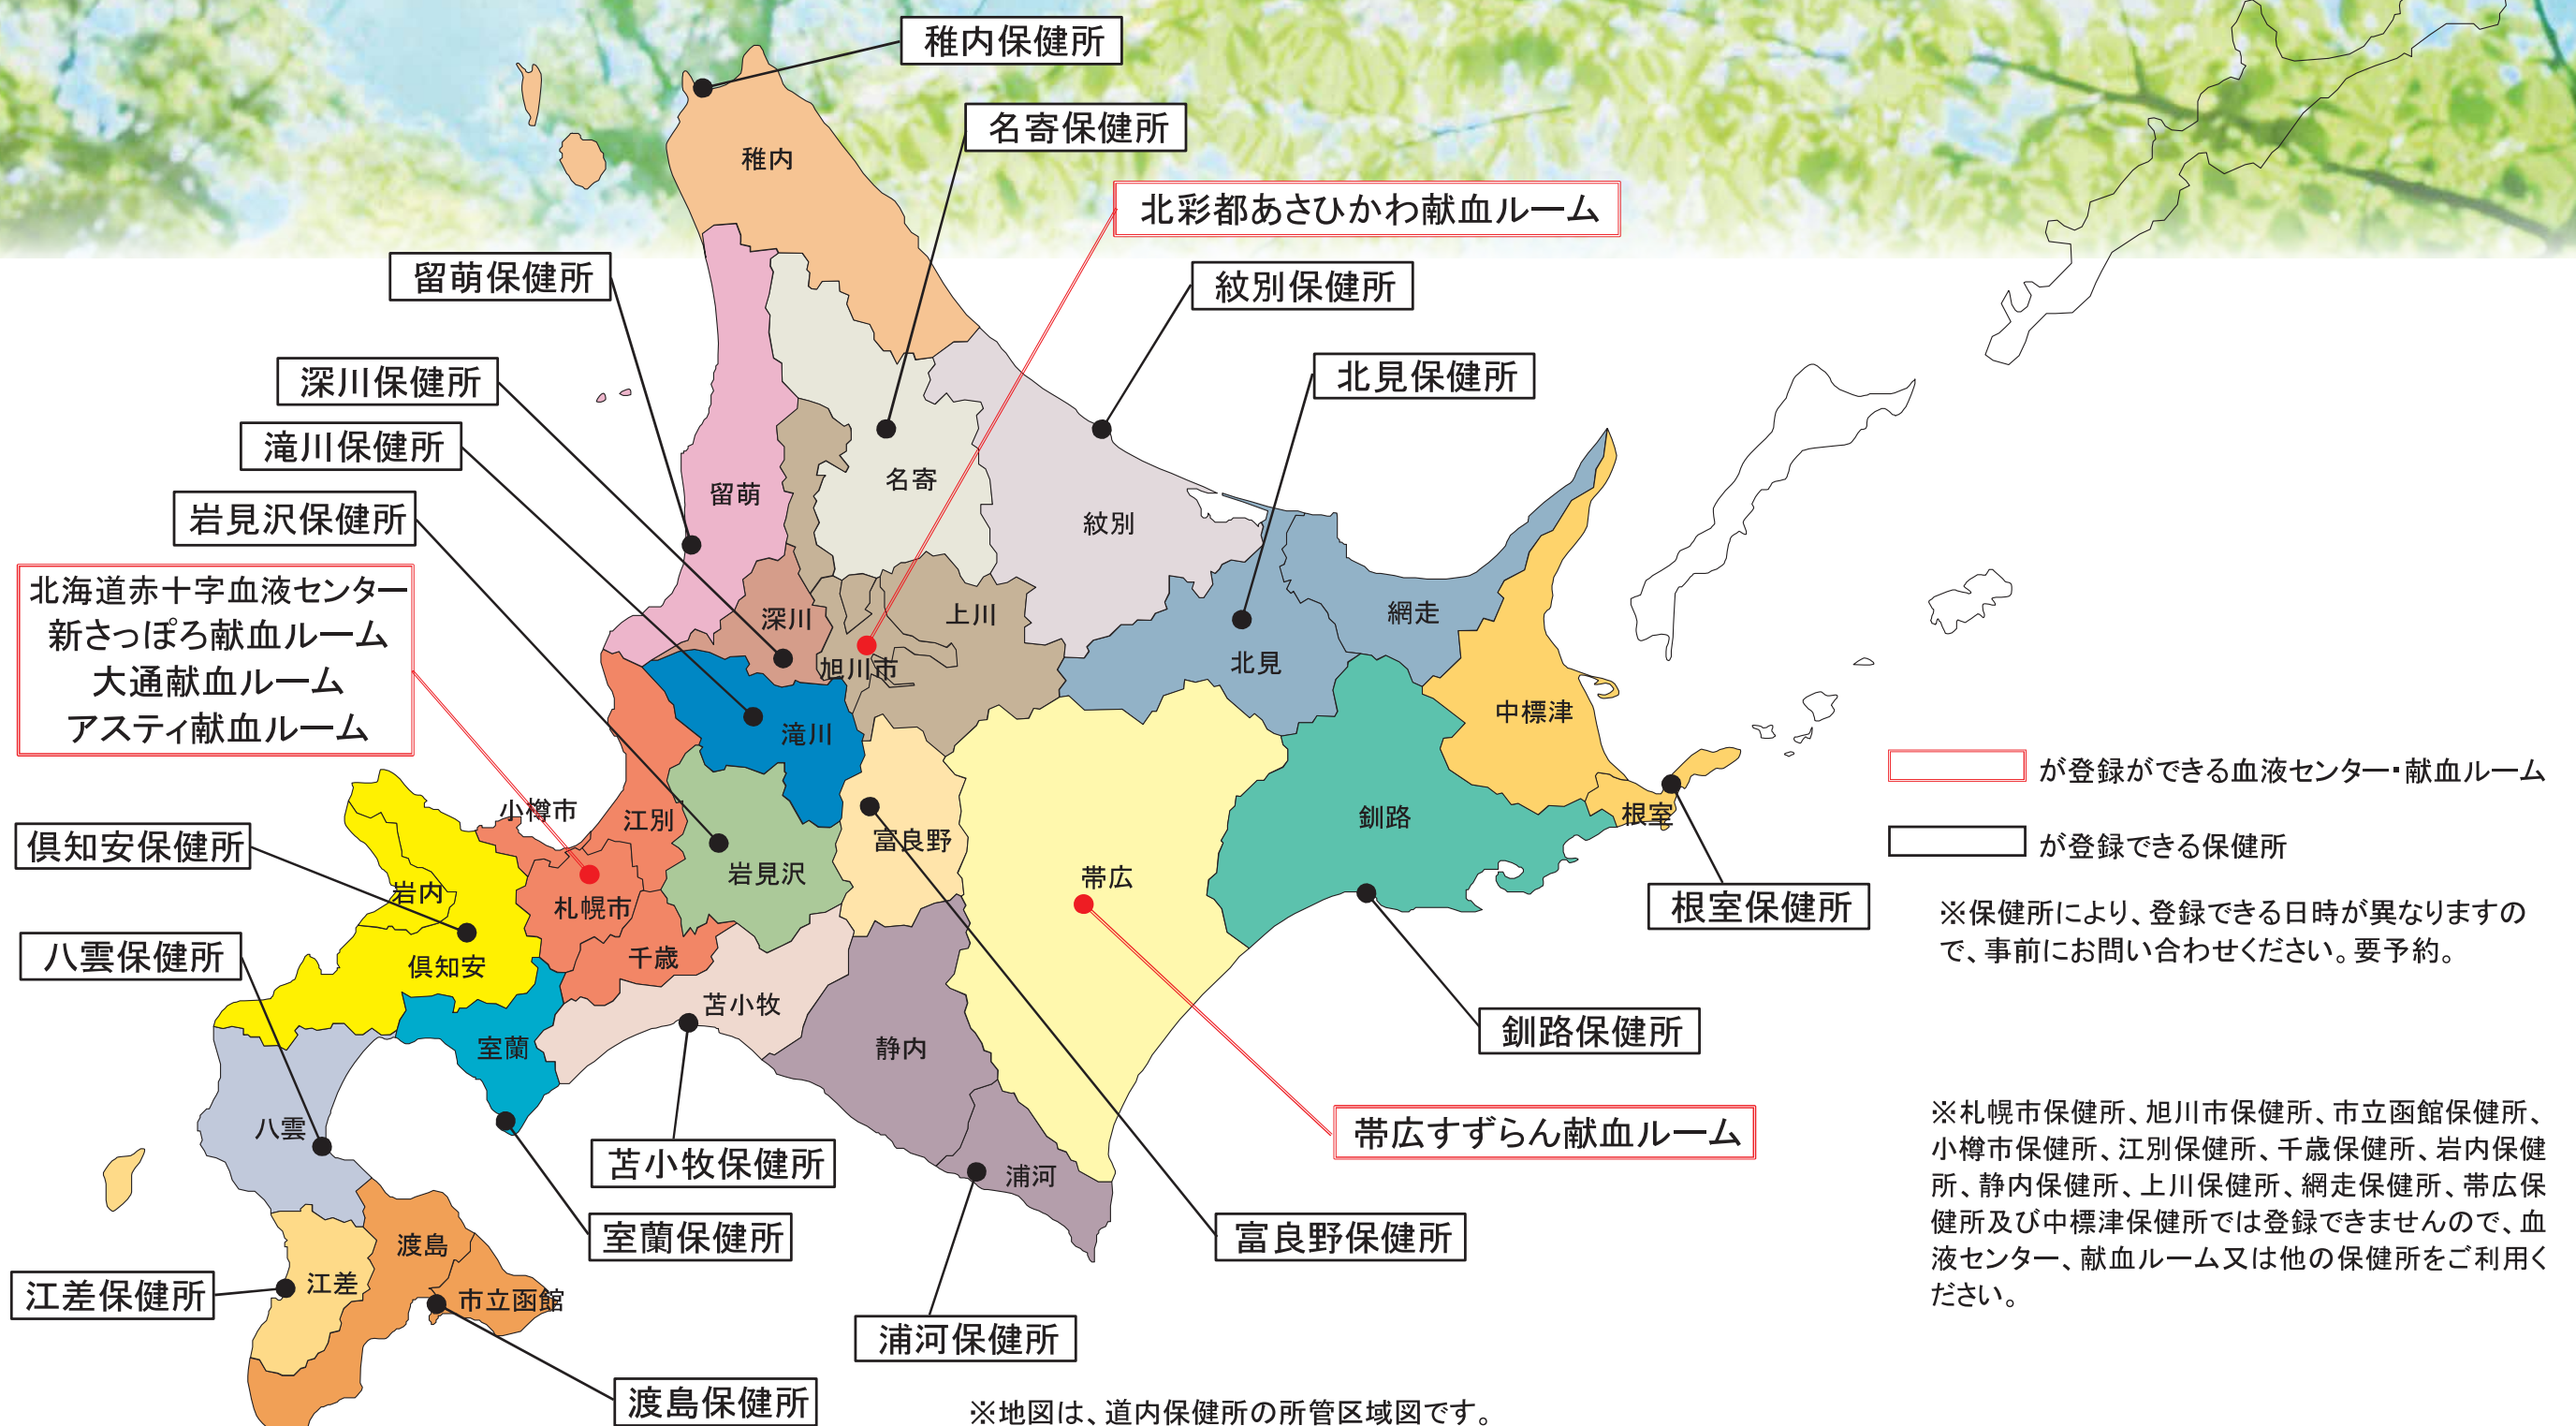 稚内保健所
名寄保健所
稚内
北彩都あさひかわ献血ルーム
留萌保健所
紋別保健所
深川保健所
北見保健所
滝川保健所
岩見沢保健所
留萌
名寄
紋別
北海道赤十字血液センター
新さっぽろ献血ルーム
大通献血ルーム
アスティ献血ルーム
深川
上川
網走
旭川市
北見
滝川
中標津
小樽市
江別
富良野
釧路
根室
が登録ができる血液センター・献血ルーム
が登録できる保健所
倶知安保健所
岩内
岩見沢
札幌市
帯広
根室保健所
※保健所により、登録できる日時が異なりますの
で、事前にお問い合わせください。要予約。
八雲保健所
倶知安
千歳
苫小牧
室蘭
静内
釧路保健所
八雲
苫小牧保健所
浦河
帯広すずらん献血ルーム
※札幌市保健所、旭川市保健所、市立函館保健所、
小樽市保健所、江別保健所、千歳保健所、岩内保健
所、静内保健所、上川保健所、網走保健所、帯広保
健所及び中標津保健所では登録できませんので、血
液センター、献血ルーム又は他の保健所をご利用く
ださい。
室蘭保健所
富良野保健所
渡島
江差
江差保健所
市立函館
浦河保健所
渡島保健所
※地図は、道内保健所の所管区域図です。